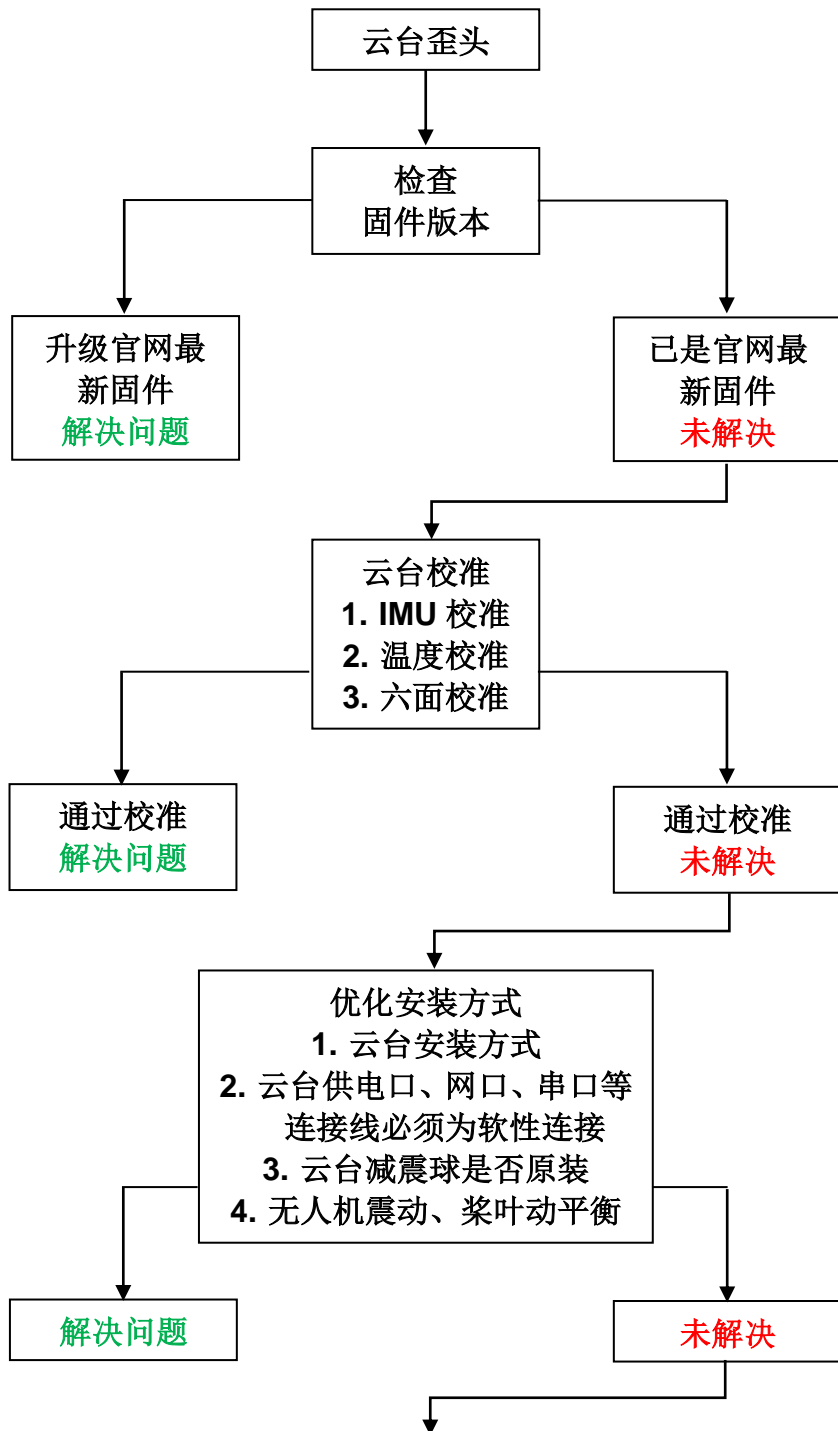 云台歪头
检查
固件版本
升级官网最
新固件
解决问题
已是官网最
新固件
未解决
云台校准
1. IMU 校准
2. 温度校准
3. 六面校准
通过校准
解决问题
通过校准
未解决
优化安装方式
1. 云台安装方式
2. 云台供电口、网口、串口等
连接线必须为软性连接
3. 云台减震球是否原装
4. 无人机震动、桨叶动平衡
解决问题
未解决